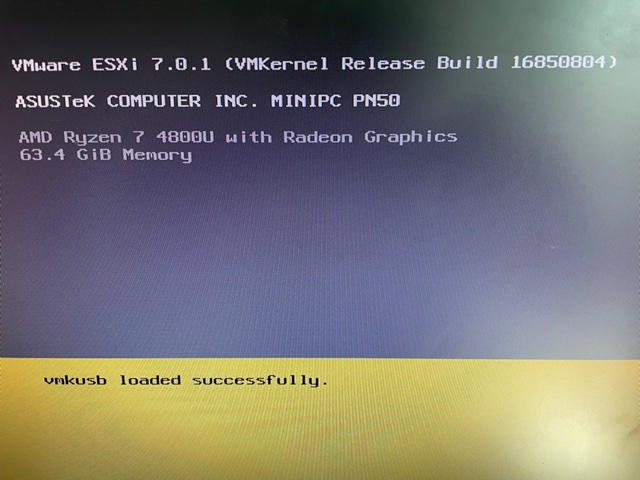 VMware ESXi 7.0.1 (VMKernel Release Build 16850804)
ASUSTeK COMPUTER INC. MINIPC PN50
AMD Ryzen 7 4800U with Radeon Graphics
63.4 GiB Memory
vmkusb loaded successfully.